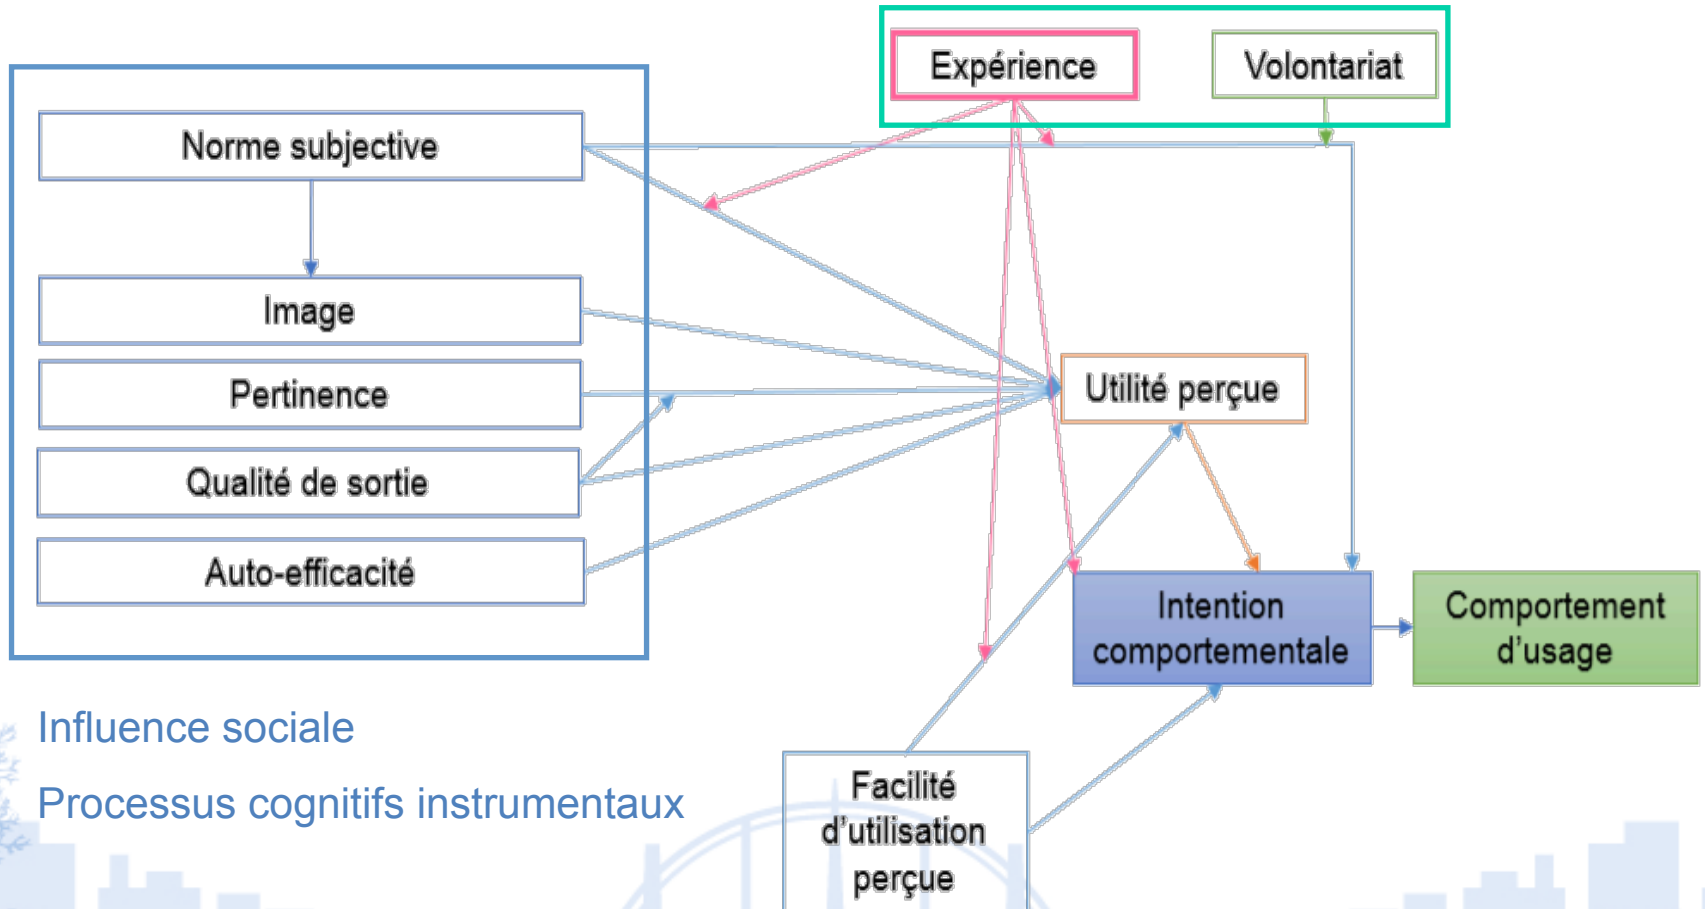 Expérience
Volontariat
Norme subjective
Image
Pertinence
Utilité perçue
Qualité de sortie
Auto-efficacité
Intention
comportementale
Comportement
d'usage
Influence sociale
Processus cognitifs instrumentaux
Facilité
d'utilisation
perçue